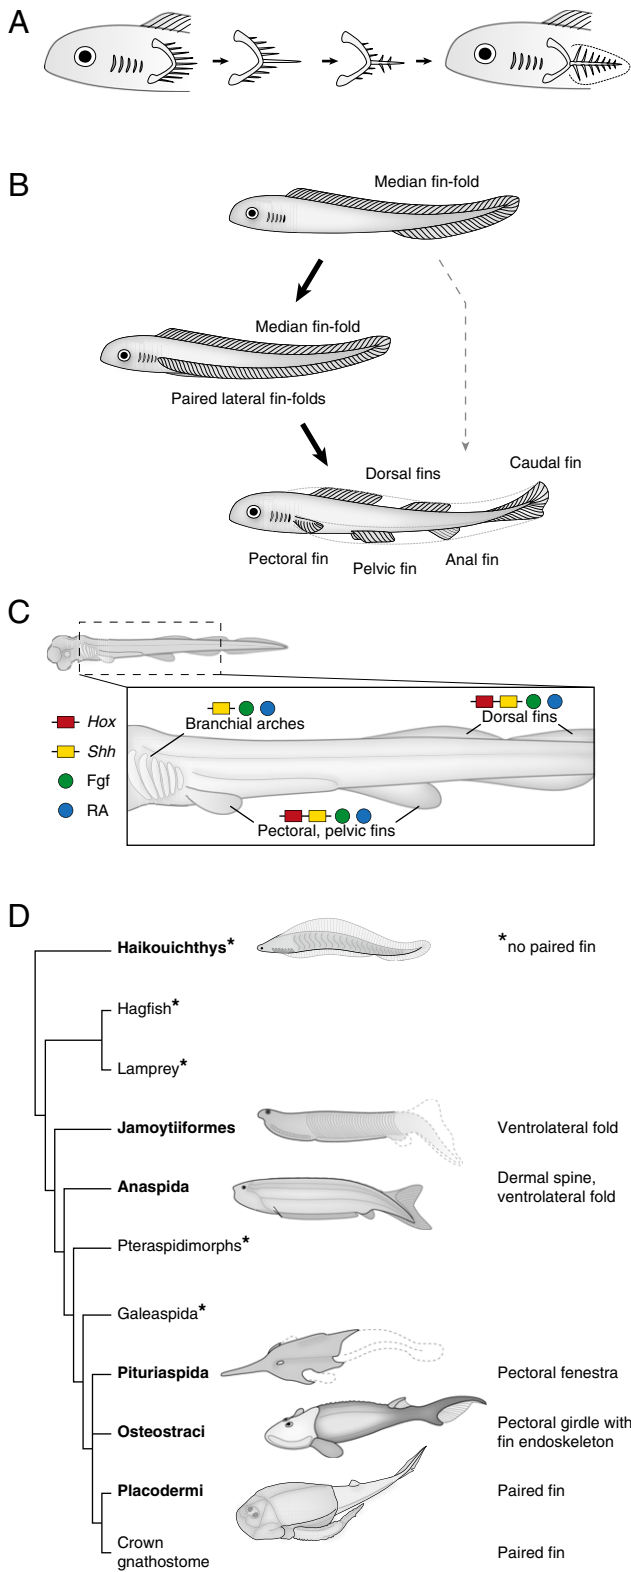 A
B
Median fin-fold
Median fin-fold
Paired lateral fin-folds
Dorsal fins
Caudal fin
Pectoral fin
Pelvic fin
Anal fin
C
Hox
Shh
Fgf
RA
Branchial arches
Dorsal fins
Pectoral, pelvic fins
D
Haikouichthys*
*no paired fin
Hagfish*
Lamprey*
Jamoytiiformes
Ventrolateral fold
Anaspida
Dermal spine,
ventrolateral fold
Pteraspidimorphs*
Galeaspida*
Pituriaspida
Pectoral fenestra
Osteostraci
Pectoral girdle with
fin endoskeleton
Placodermi
Paired fin
Crown
gnathostome
Paired fin